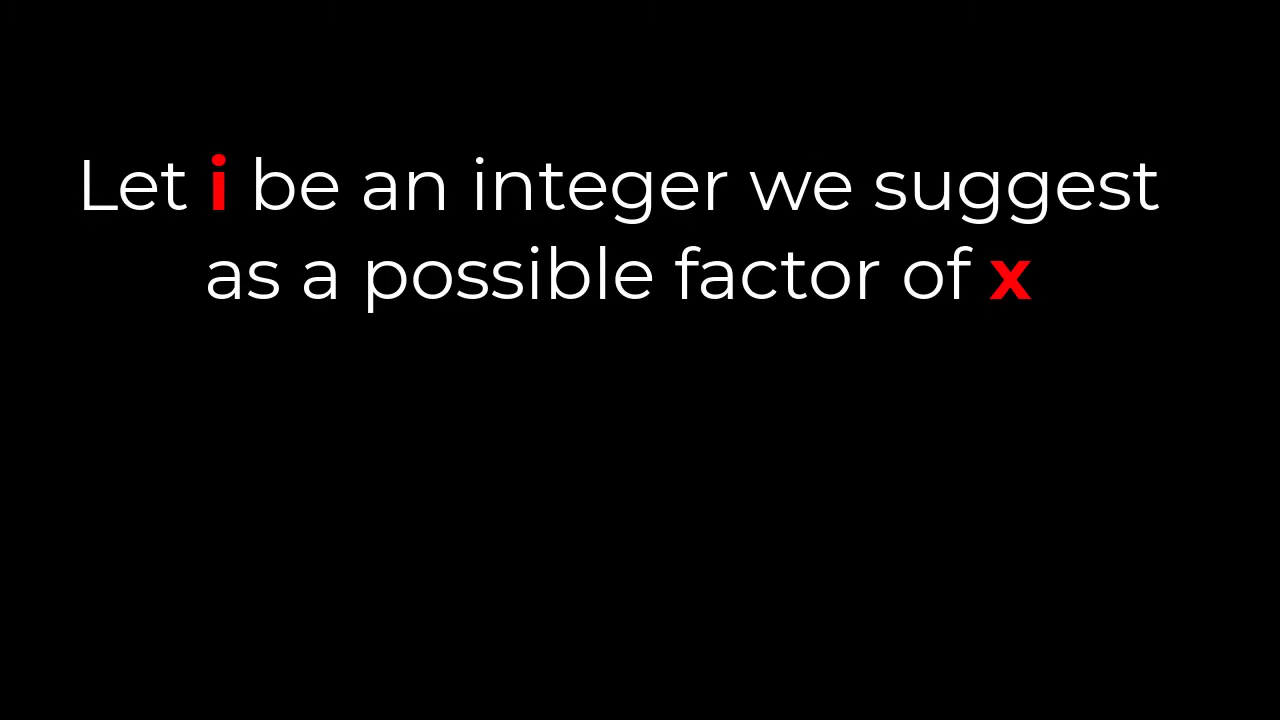 Let i be an integer we suggest
as a possible factor of x